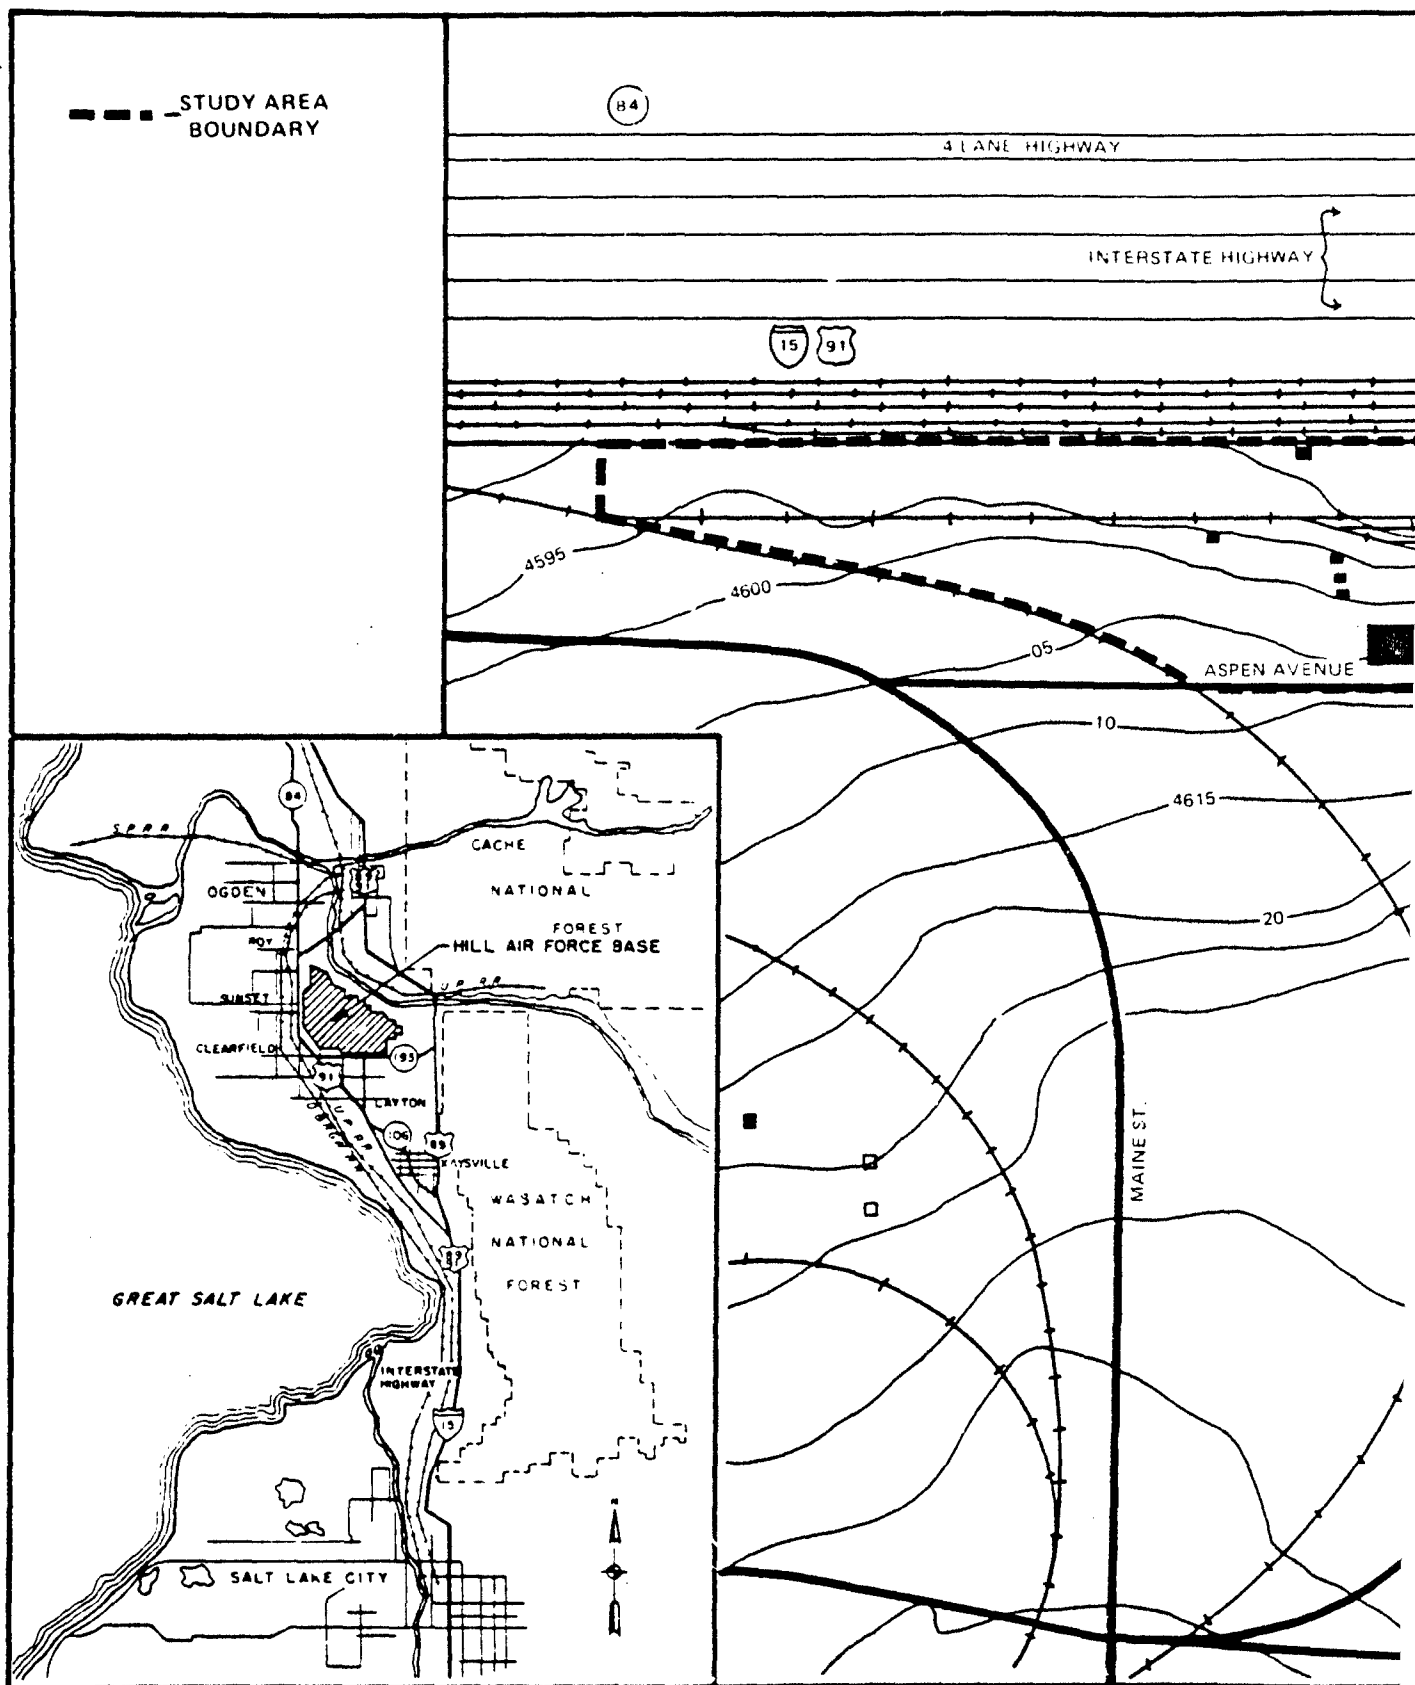 STUDY AREA
BOUNDARY
84
4 LANE HIGHWAY
INTERSTATE HIGHWAY
15
91
4595
4600
05
ASPEN AVENUE
10
4615
20
MAINE ST.
84
S.P.R.R.
CACHE
NATIONAL
FOREST
OGDEN
ROY
HILL AIR FORCE BASE
U.P.RR.
SUNSET
CLEARFIELD
193
91
LAYTON
U.P.RR.
106
89
KAYSVILLE
WASATCH
NATIONAL
FOREST
89
GREAT SALT LAKE
INTERSTATE
HIGHWAY
15
N
SALT LAKE CITY